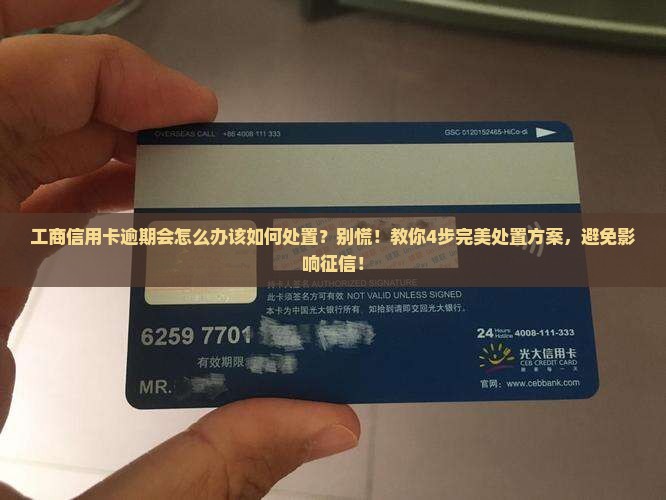 OVERSEAS CALL: +86 4008 111 333
GSC 0120152465-HiCo-di
工商信用卡逾期会怎么办该如何处置？别慌！教你4步完美处置方案，避免影
响征信！
持卡人签名 AUTHORIZED SIGNATURE
此卡须签名方可有效 NOT VALID UNLESS SIGNED
本卡为中国光大银行所有，如拾到请即交回光大银行。
6259 7701
24 Hours Hotline 4008-111-333
有效期限
光大信用卡
CEB CREDIT CARD
MR.
官网：www.cebbank.com